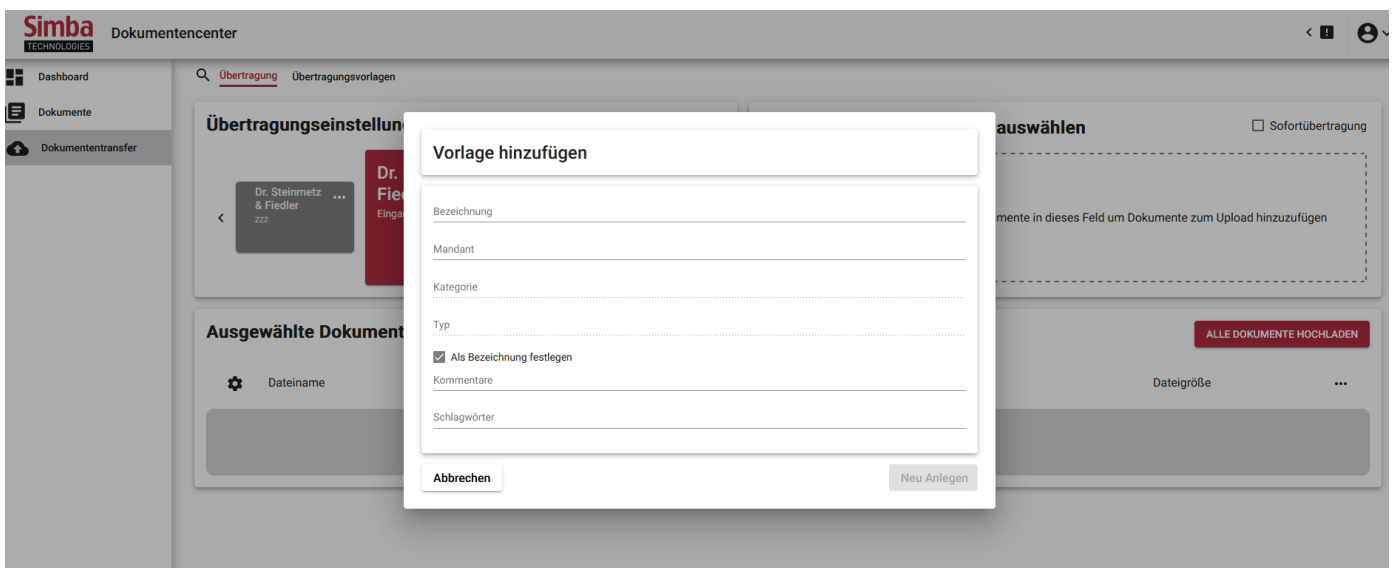 Simba
TECHNOLOGIES
Dokumentencenter
Dashboard
Dokumente
Dokumententransfer
Übertragung
Übertragungsvorlagen
Übertragungseinstellun
auswählen
Sofortübertragung
Dr. Steinmetz
& Fiedler
zzz
...
Dr.
Fie
Einga
mente in dieses Feld um Dokumente zum Upload hinzuzufügen
Vorlage hinzufügen
Bezeichnung
Mandant
Kategorie
Typ
Als Bezeichnung festlegen
Kommentare
Schlagwörter
Abbrechen
Neu Anlegen
Ausgewählte Dokument
ALLE DOKUMENTE HOCHLADEN
Dateiname
Dateigröße
...